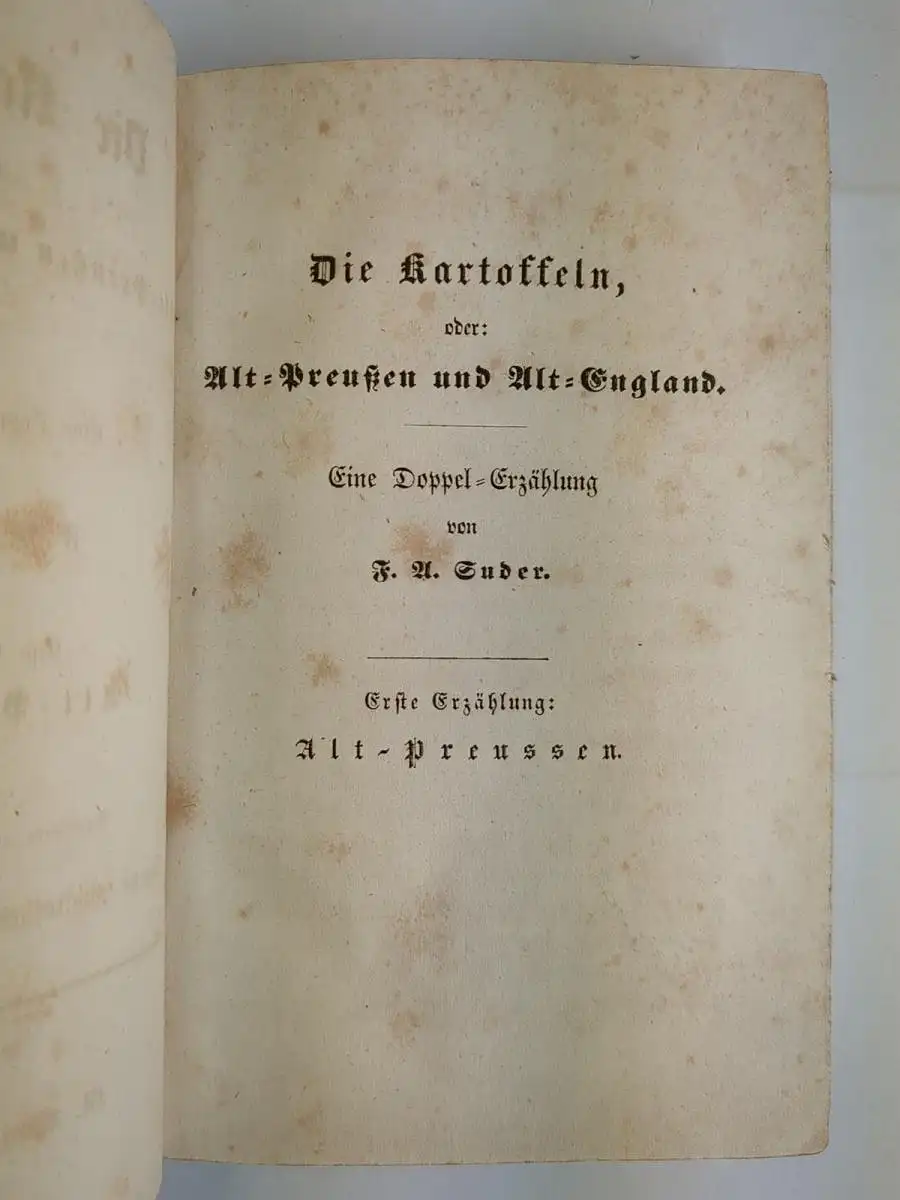 Die Kartoffeln,
oder:
Alt-Preußen und Alt-England.
Eine Doppel-Erzählung
von
F. A. Suder.
Erste Erzählung:
Alt-Preussen.